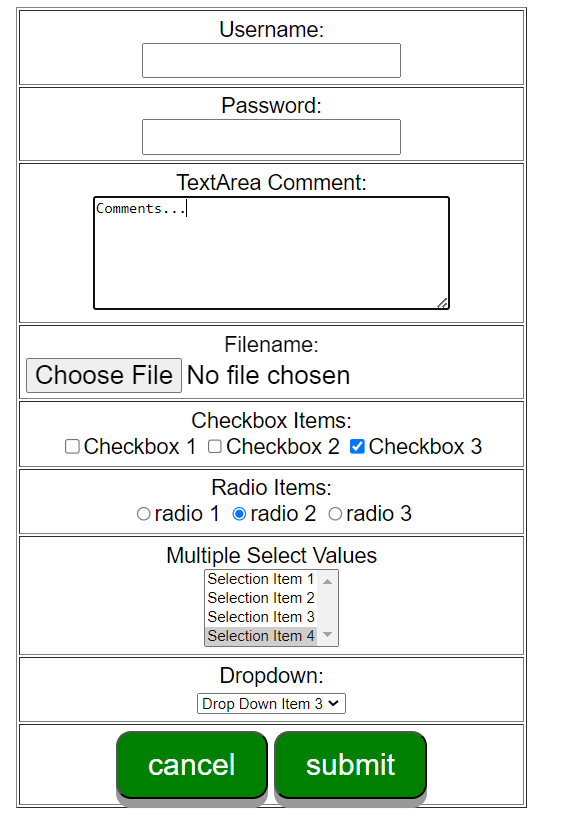 Username:
Password:
TextArea Comment:
Comments...
Filename:
Choose File No file chosen
Checkbox Items:
Checkbox 1 Checkbox 2 Checkbox 3
Radio Items:
radio 1 radio 2 radio 3
Multiple Select Values
Selection Item 1
Selection Item 2
Selection Item 3
Selection Item 4
Dropdown:
Drop Down Item 3
cancel submit